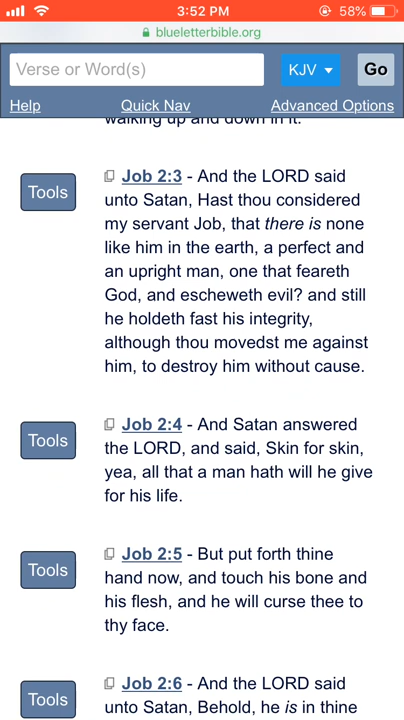 3:52 PM
58%
blueletterbible.org
Verse or Word(s)
KJV
Go
Help
Quick Nav
Advanced Options
walking up and down in it.
Tools
Job 2:3 - And the LORD said
unto Satan, Hast thou considered
my servant Job, that there is none
like him in the earth, a perfect and
an upright man, one that feareth
God, and escheweth evil? and still
he holdeth fast his integrity,
although thou movedst me against
him, to destroy him without cause.
Tools
Job 2:4 - And Satan answered
the LORD, and said, Skin for skin,
yea, all that a man hath will he give
for his life.
Tools
Job 2:5 - But put forth thine
hand now, and touch his bone and
his flesh, and he will curse thee to
thy face.
Tools
Job 2:6 - And the LORD said
unto Satan, Behold, he is in thine